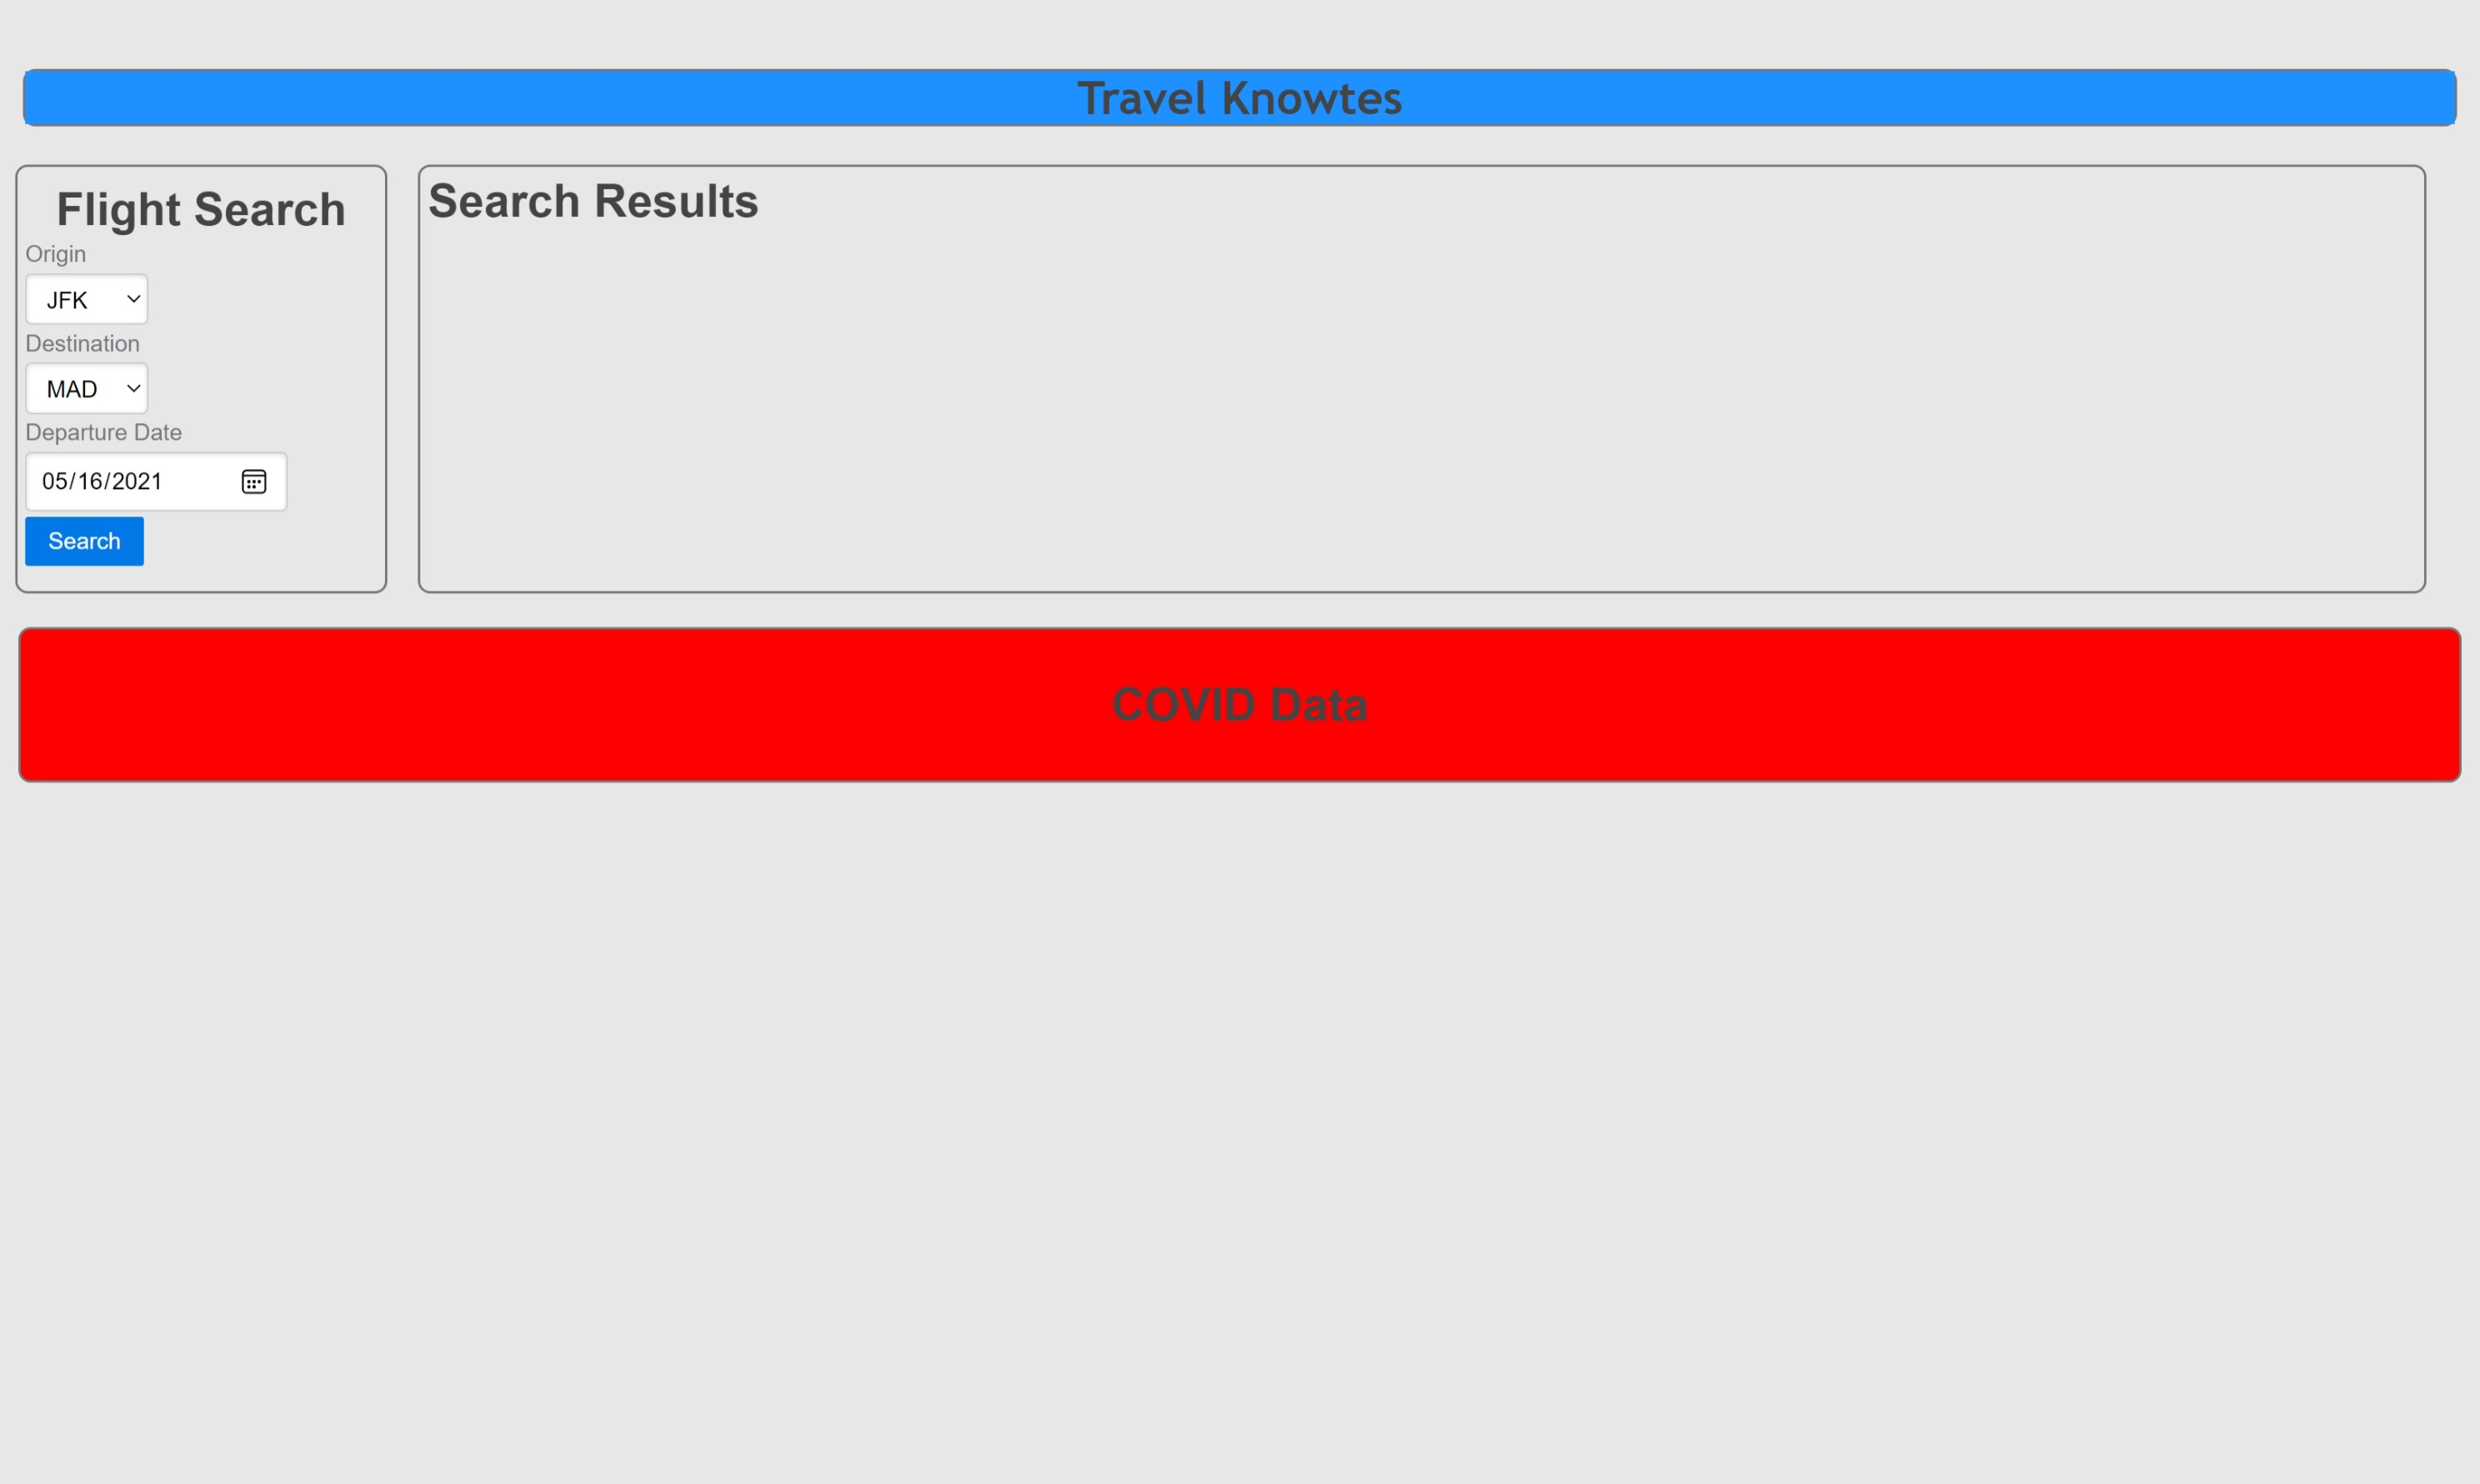 Travel Knowtes
Flight Search
Origin
JFK
Destination
MAD
Departure Date
05/16/2021
Search
Search Results
COVID Data